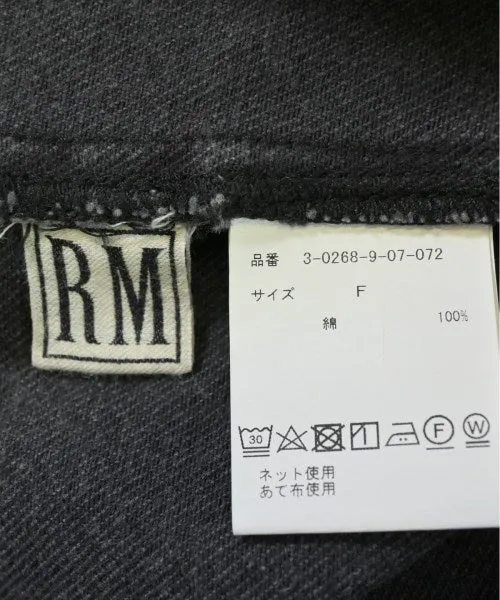 RM
品番 3-0268-9-07-072
サイズ F
綿 100%
30 F W
ネット使用
あて布使用